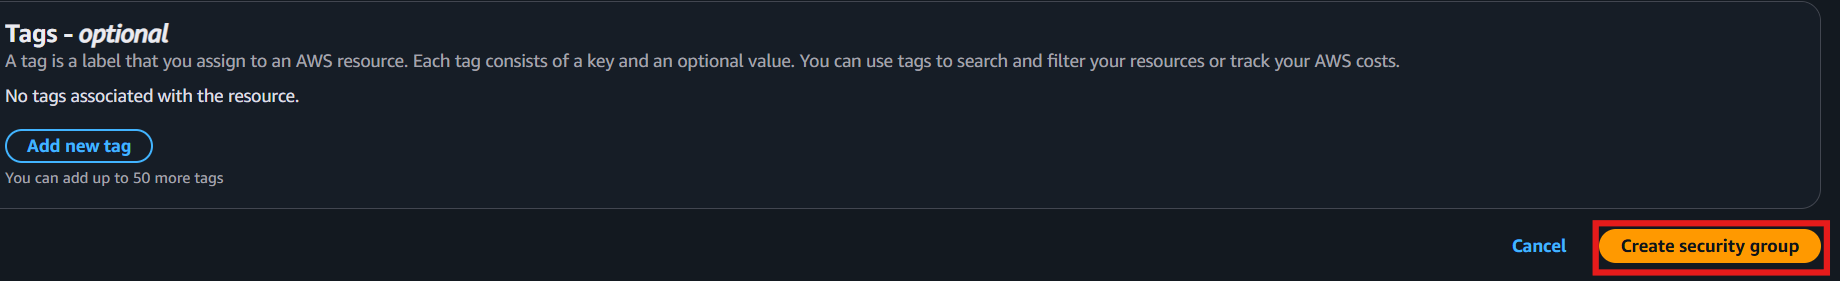 Tags - optional
A tag is a label that you assign to an AWS resource. Each tag consists of a key and an optional value. You can use tags to search and filter your resources or track your AWS costs.
No tags associated with the resource.
Add new tag
You can add up to 50 more tags
Cancel
Create security group